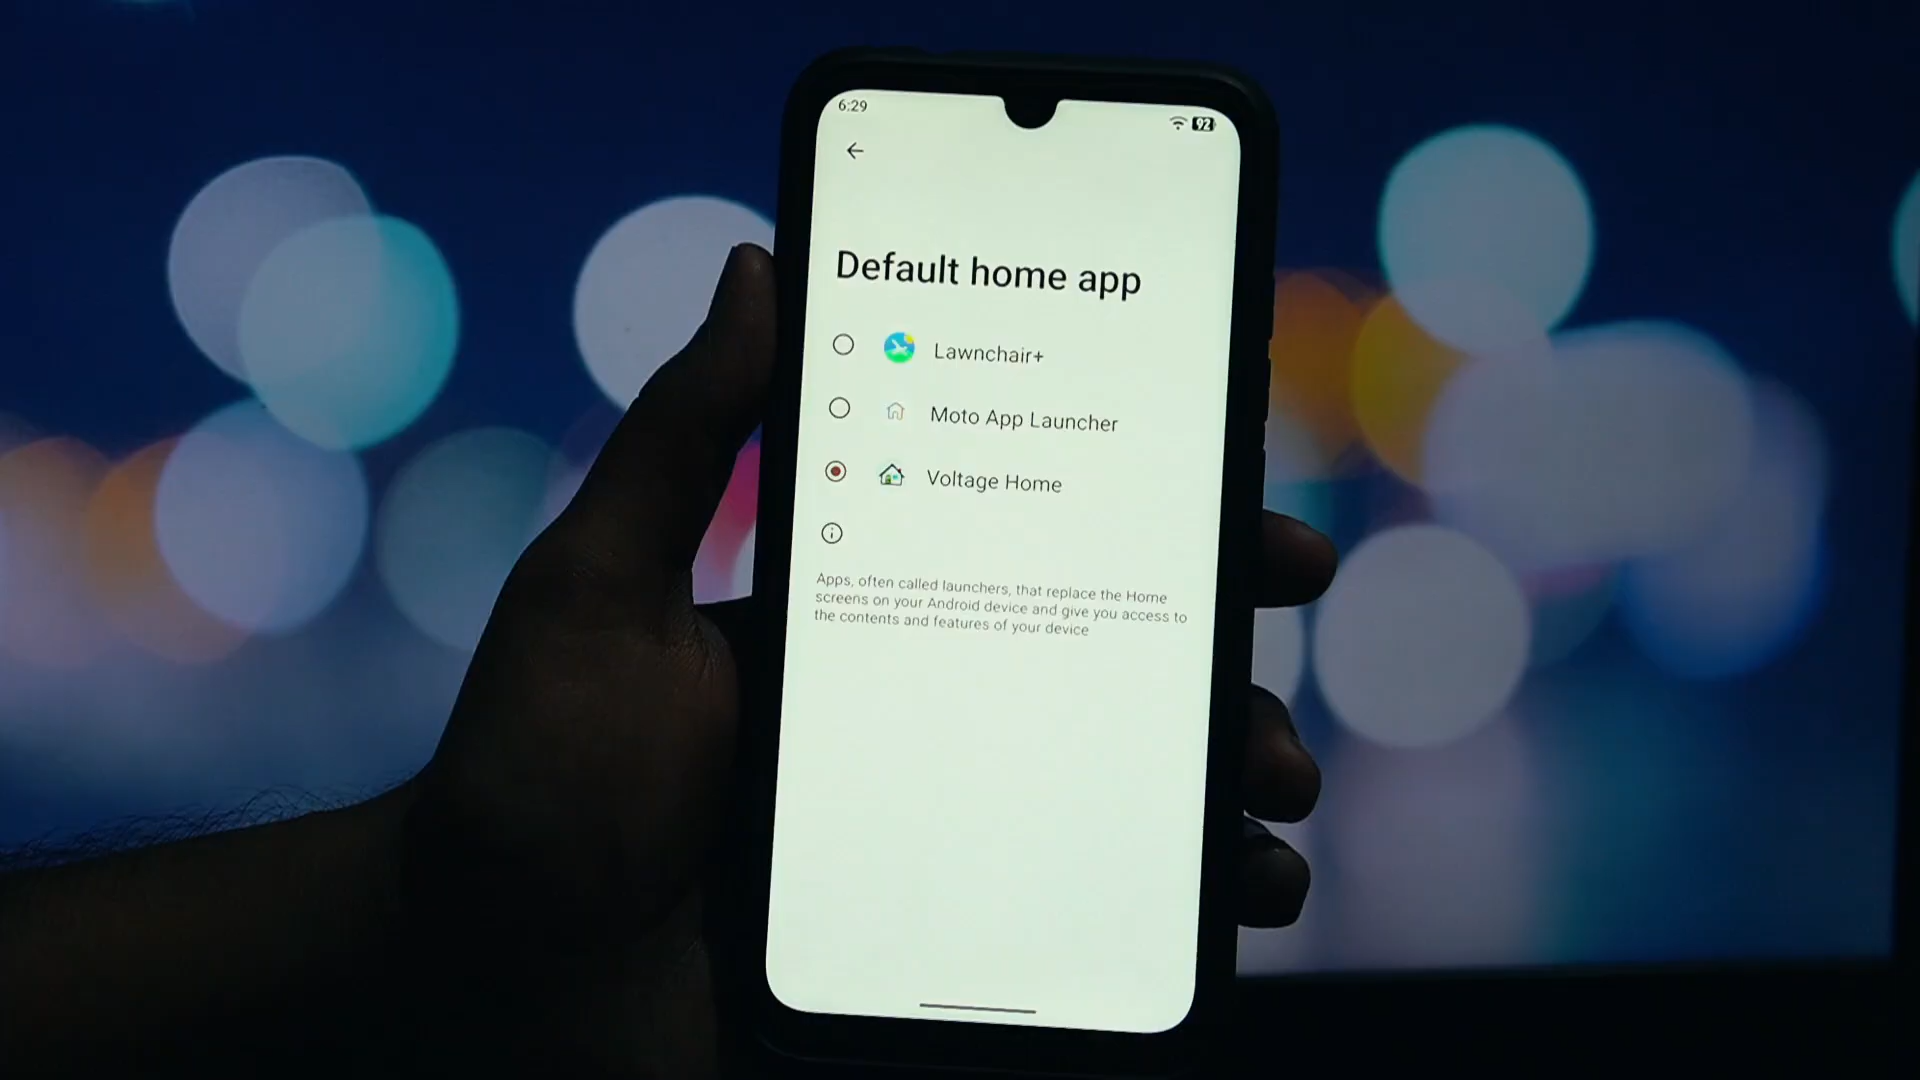 6:29
92
Default home app
Lawnchair+
Moto App Launcher
Voltage Home
Apps, often called launchers, that replace the Home
screens on your Android device and give you access to
the contents and features of your device